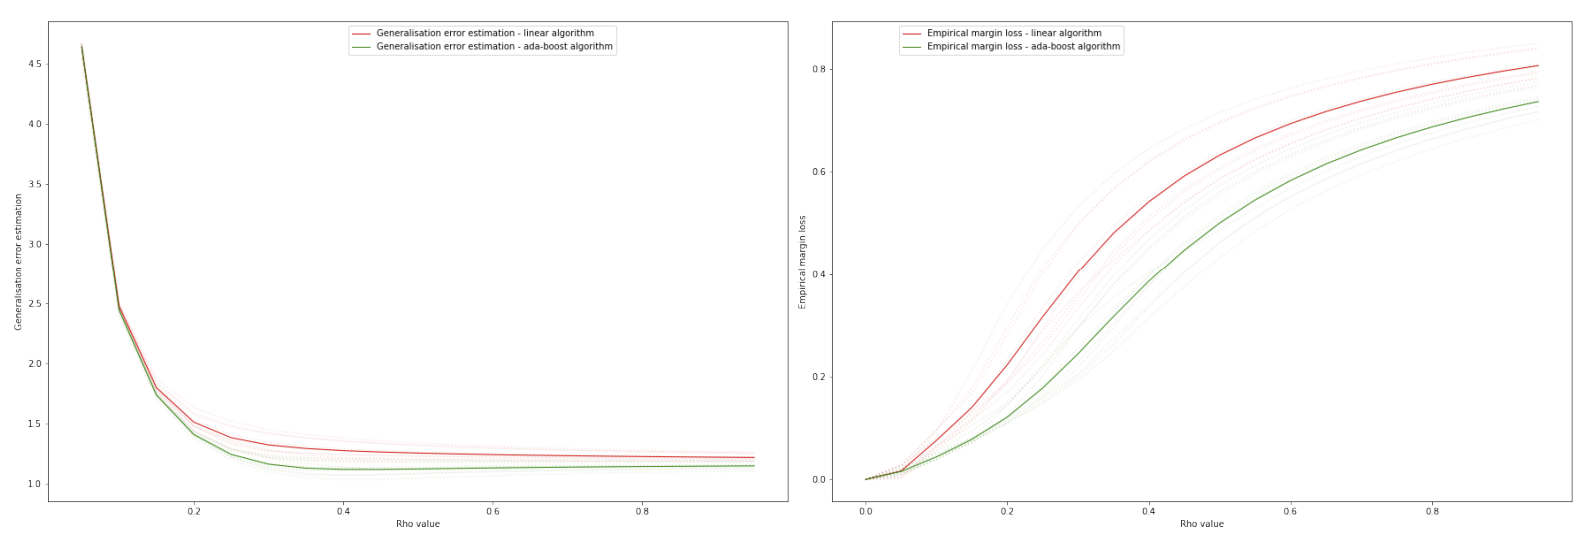 Generalisation error estimation - linear algorithm
Generalisation error estimation - ada-boost algorithm
Generalisation error estimation
4.5
4.0
3.5
3.0
2.5
2.0
1.5
1.0
0.2
0.4
0.6
0.8
Rho value
Empirical margin loss - linear algorithm
Empirical margin loss - ada-boost algorithm
Empirical margin loss
0.8
0.6
0.4
0.2
0.0
0.0
0.2
0.4
0.6
0.8
Rho value